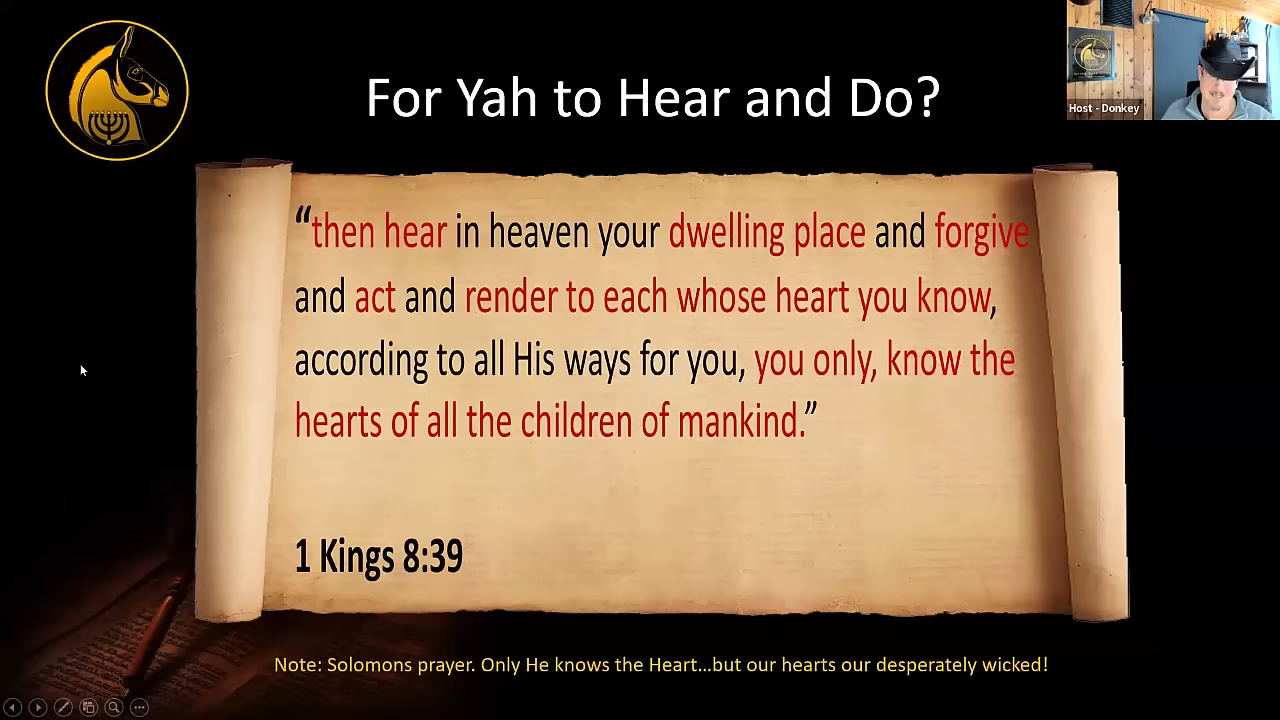 For Yah to Hear and Do?
Host - Donkey
“then hear in heaven your dwelling place and forgive
and act and render to each whose heart you know,
according to all His ways for you, you only, know the
hearts of all the children of mankind.”
1 Kings 8:39
Note: Solomons prayer. Only He knows the Heart...but our hearts our desperately wicked!